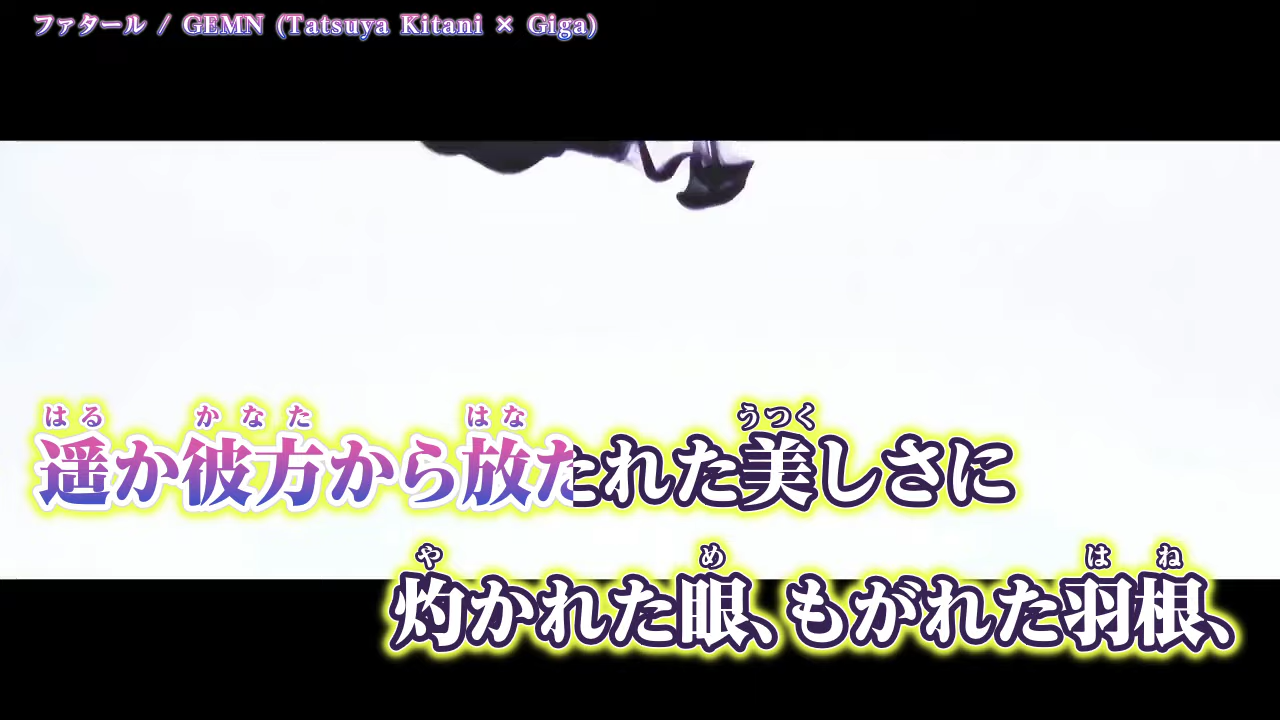 ファタール / GEMN (Tatsuya Kitani × Giga)
はる かなた はな うつく
遥か彼方から放たれた美しさに
や め はね
灼かれた眼、もがれた羽根、